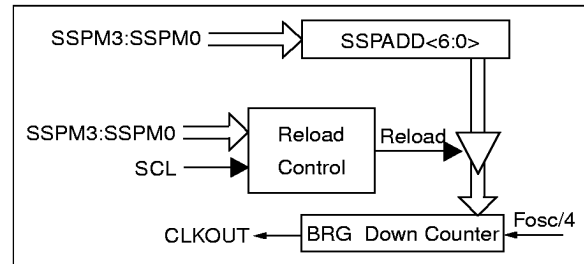 SSPM3:SSPM0
SSPADD<6:0>
SSPM3:SSPM0
SCL
Reload
Control
Reload
CLKOUT
BRG Down Counter
Fosc/4